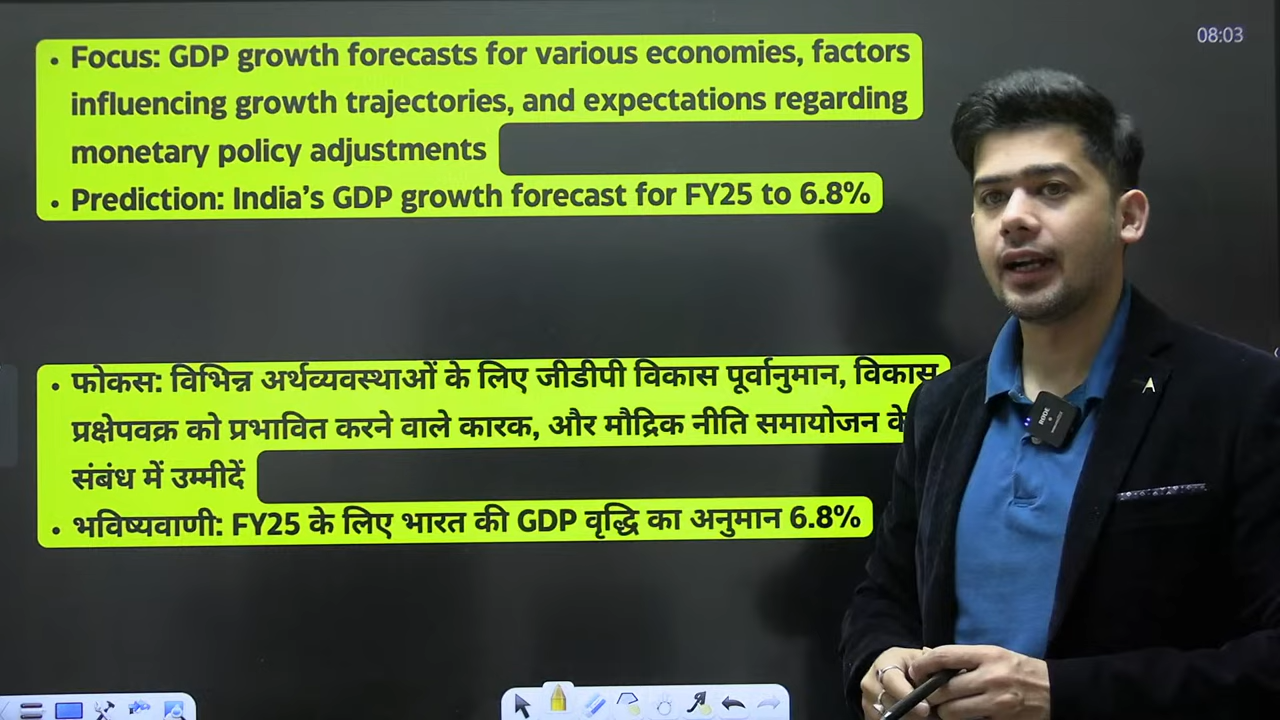 08:03
• Focus: GDP growth forecasts for various economies, factors
influencing growth trajectories, and expectations regarding
monetary policy adjustments
• Prediction: India's GDP growth forecast for FY25 to 6.8%
• फोकस: विभिन्न अर्थव्यवस्थाओं के लिए जीडीपी विकास पूर्वानुमान, विकास
प्रक्षेपवक्र को प्रभावित करने वाले कारक, और मौद्रिक नीति समायोजन के
संबंध में उम्मीदें
• भविष्यवाणी: FY25 के लिए भारत की GDP वृद्धि का अनुमान 6.8%